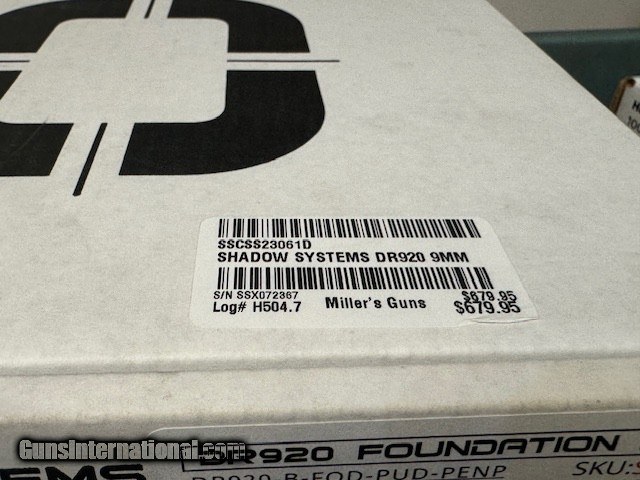 SSCSS23061D
SHADOW SYSTEMS DR920 9MM
S/N SSX072367
$679.95
Log# H504.7 Miller's Guns $679.95
GunsInternational.com
EMS
DR920 FOUNDATION
DR920-B-FOD-PUD-PENP SKU:S